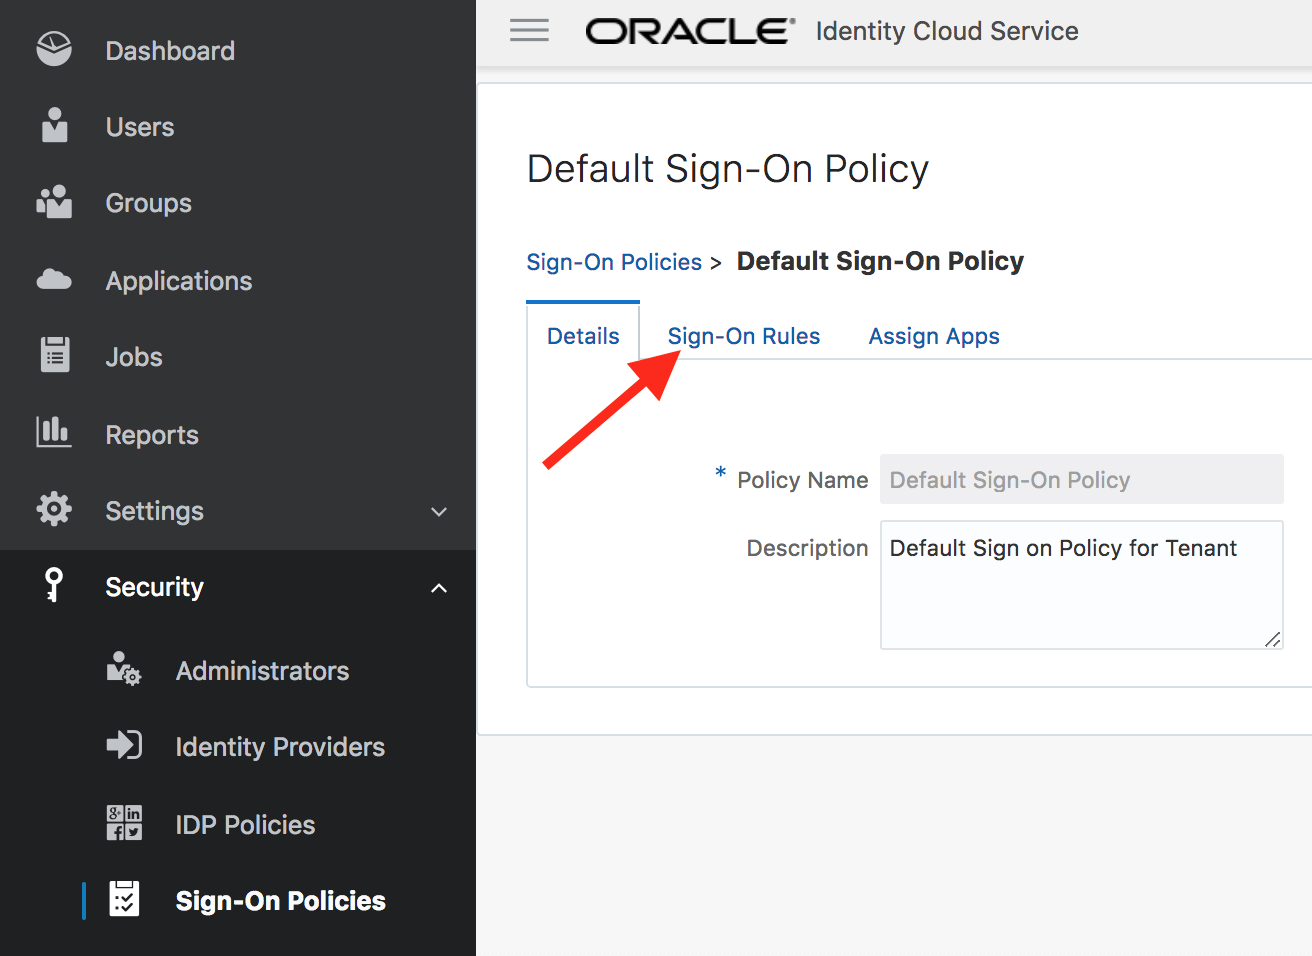 Dashboard
Users
Groups
Applications
Jobs
Reports
Settings
Security
Administrators
Identity Providers
g+ in
f
IDP Policies
Sign-On Policies
ORACLE® Identity Cloud Service
Default Sign-On Policy
Sign-On Policies > Default Sign-On Policy
Details Sign-On Rules Assign Apps
* Policy Name Default Sign-On Policy
Description Default Sign on Policy for Tenant